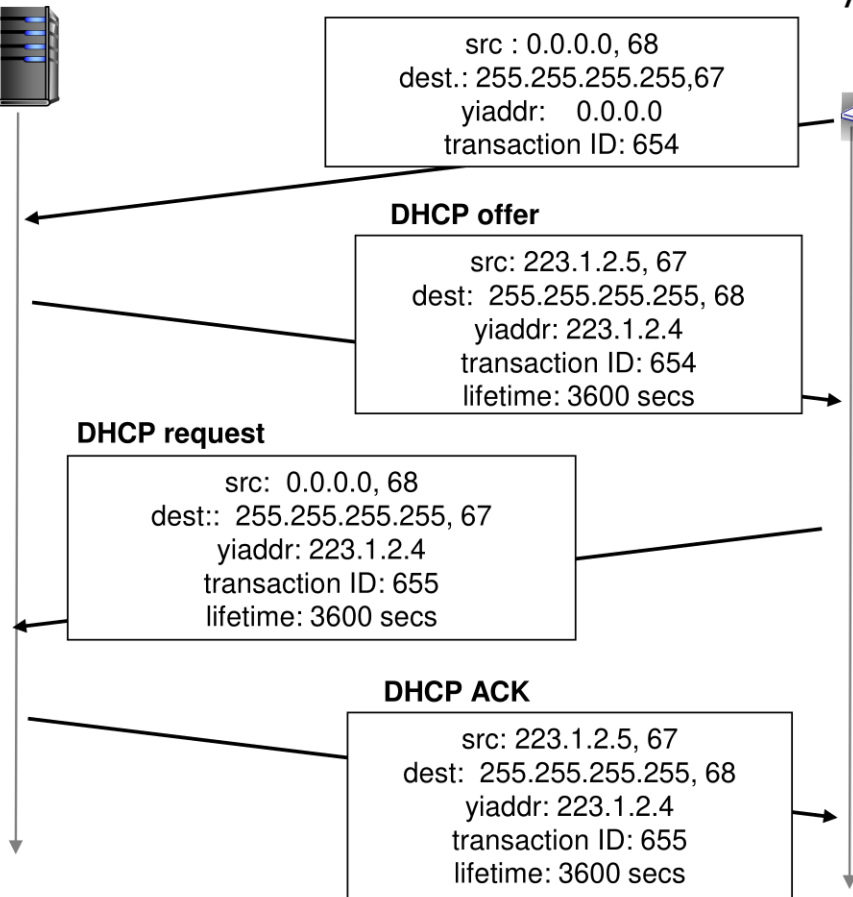 src : 0.0.0.0, 68
dest.: 255.255.255.255,67
yiaddr: 0.0.0.0
transaction ID: 654
DHCP offer
src: 223.1.2.5, 67
dest: 255.255.255.255, 68
yiaddr: 223.1.2.4
transaction ID: 654
lifetime: 3600 secs
DHCP request
src: 0.0.0.0, 68
dest:: 255.255.255.255, 67
yiaddr: 223.1.2.4
transaction ID: 655
lifetime: 3600 secs
DHCP ACK
src: 223.1.2.5, 67
dest: 255.255.255.255, 68
yiaddr: 223.1.2.4
transaction ID: 655
lifetime: 3600 secs